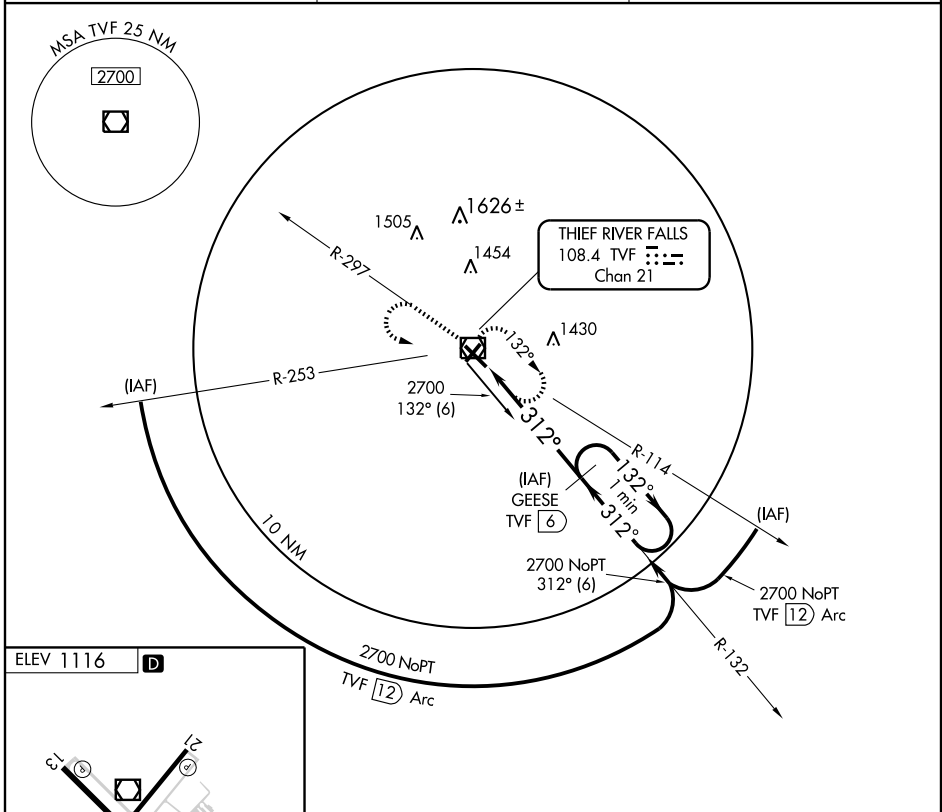 MSA TVF 25 NM
2700
1505
1626 ±
1454
THIEF RIVER FALLS
108.4 TVF
Chan 21
R-297
1430
132°
(IAF)
R-253
2700
132° (6)
312°
R-114
132°
1 min
312°
(IAF)
GEESE
TVF 6
(IAF)
10 NM
2700 NoPT
312° (6)
2700 NoPT
TVF 12 Arc
R-132
2700 NoPT
TVF 12 Arc
ELEV 1116 D
13
P
21
P